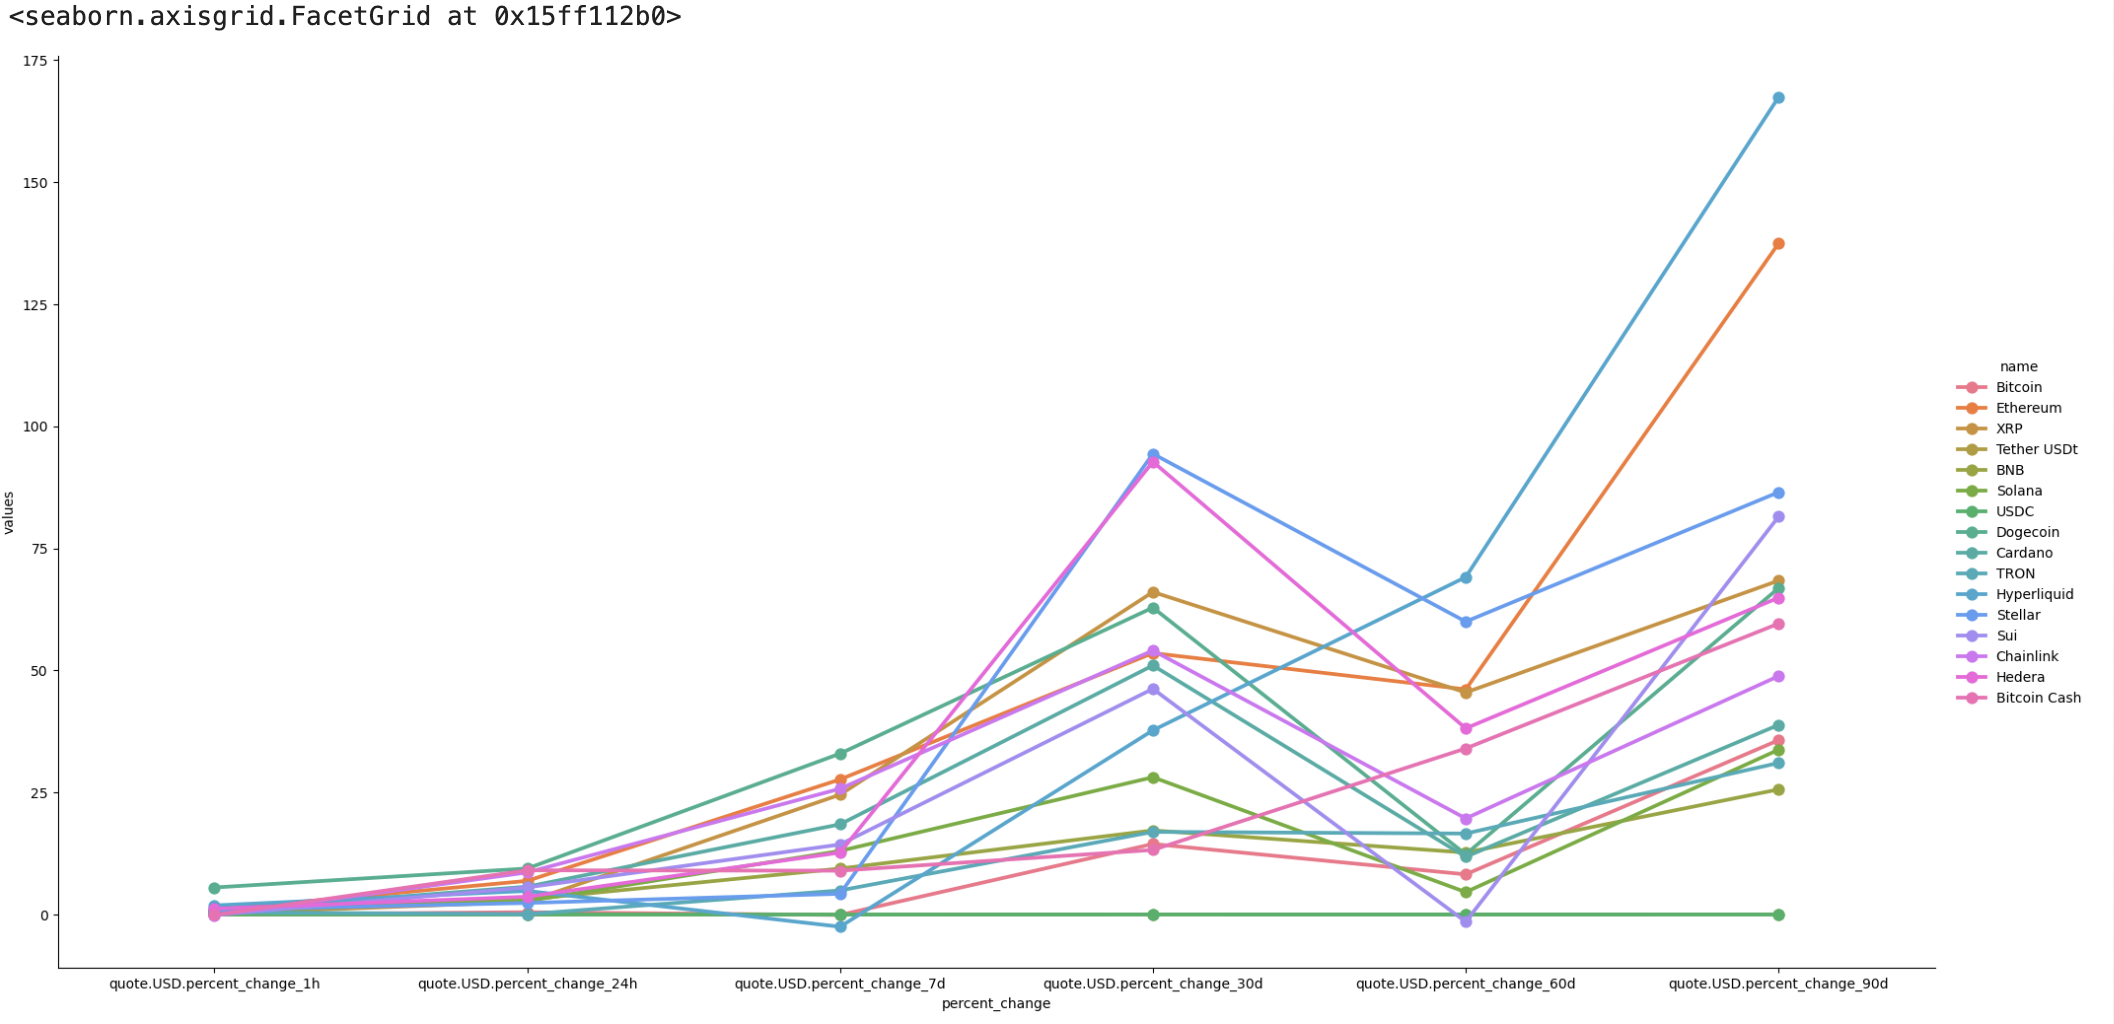 <seaborn.axisgrid.FacetGrid at 0x15ff112b0>
175
150
125
100
75
50
25
0
values
quote.USD.percent_change_1h
quote.USD.percent_change_24h
quote.USD.percent_change_7d
quote.USD.percent_change_30d
quote.USD.percent_change_60d
quote.USD.percent_change_90d
percent_change
name
Bitcoin
Ethereum
XRP
Tether USDt
BNB
Solana
USDC
Dogecoin
Cardano
TRON
Hyperliquid
Stellar
Sui
Chainlink
Hedera
Bitcoin Cash